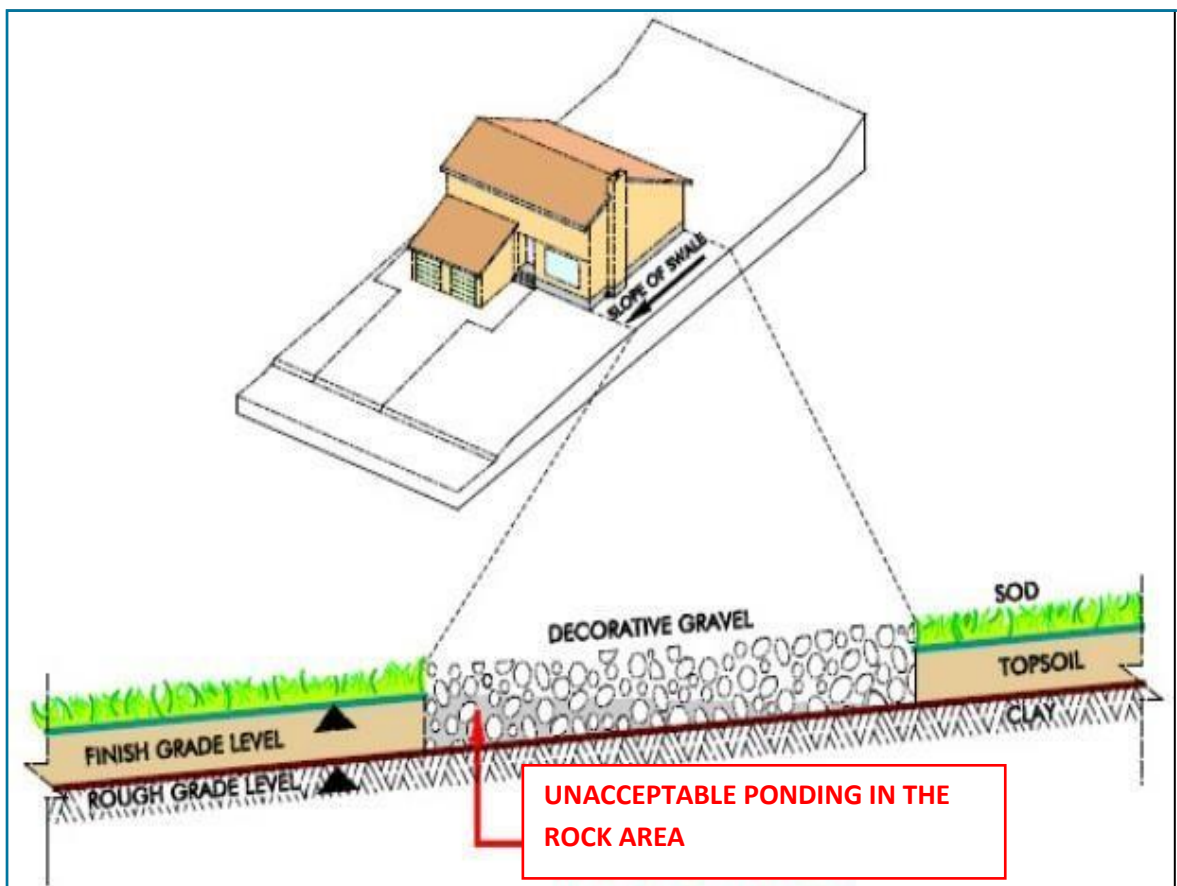 SLOPE OF SWALE
SOD
DECORATIVE GRAVEL
TOPSOIL
CLAY
FINISH GRADE LEVEL
ROUGH GRADE LEVEL
UNACCEPTABLE PONDING IN THE
ROCK AREA